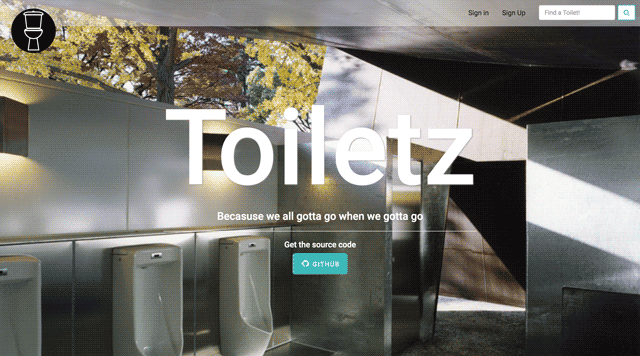 Sign in Sign Up Find a Toilet!
Toiletz
Becasuse we all gotta go when we gotta go
Get the source code
GITHUB